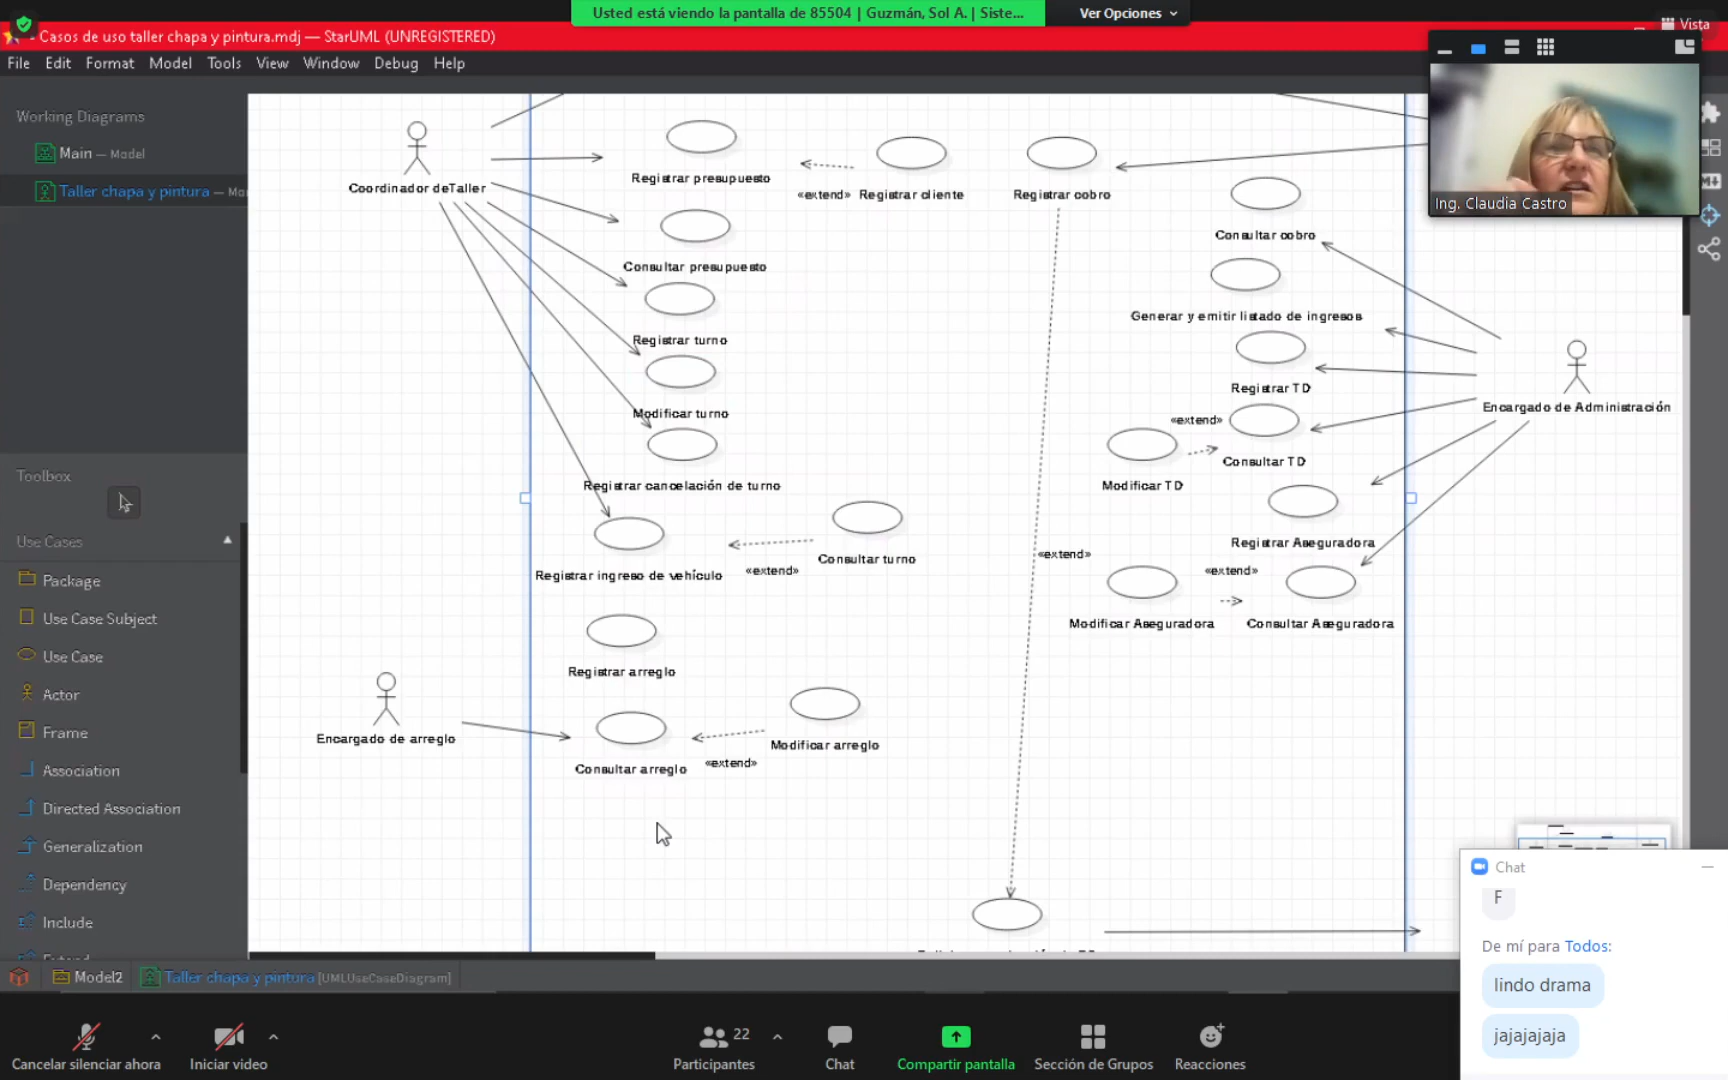 Usted está viendo la pantalla de 85504 | Guzmán, Sol A. | Siste...
Ver Opciones
Vista
Casos de uso taller chapa y pintura.mdj — StarUML (UNREGISTERED)
File Edit Format Model Tools View Window Debug Help
Working Diagrams
Main — Model
Taller chapa y pintura
Toolbox
Use Cases
Package
Use Case Subject
Use Case
Actor
Frame
Association
Directed Association
Generalization
Dependency
Include
Coordinador deTaller
Registrar presupuesto
«extend»
Registrar cliente
Registrar cobro
Consultar cobro
Consultar presupuesto
Generar y emitir listado de ingresos
Registrar turno
Registrar TD
Encargado de Administración
Modificar turno
«extend»
Consultar TD
Registrar cancelación de turno
Modificar TD
Registrar Aseguradora
Consultar turno
«extend»
Registrar ingreso de vehículo
«extend»
«extend»
Modificar Aseguradora
Consultar Aseguradora
Registrar arreglo
Encargado de arreglo
Modificar arreglo
Consultar arreglo
«extend»
Ing. Claudia Castro
Model2
Taller chapa y pintura [UMLUseCaseDiagram]
Chat
F
De mí para Todos:
lindo drama
jajajajaja
Cancelar silenciar ahora
Iniciar video
22
Participantes
Chat
Compartir pantalla
Sección de Grupos
Reacciones